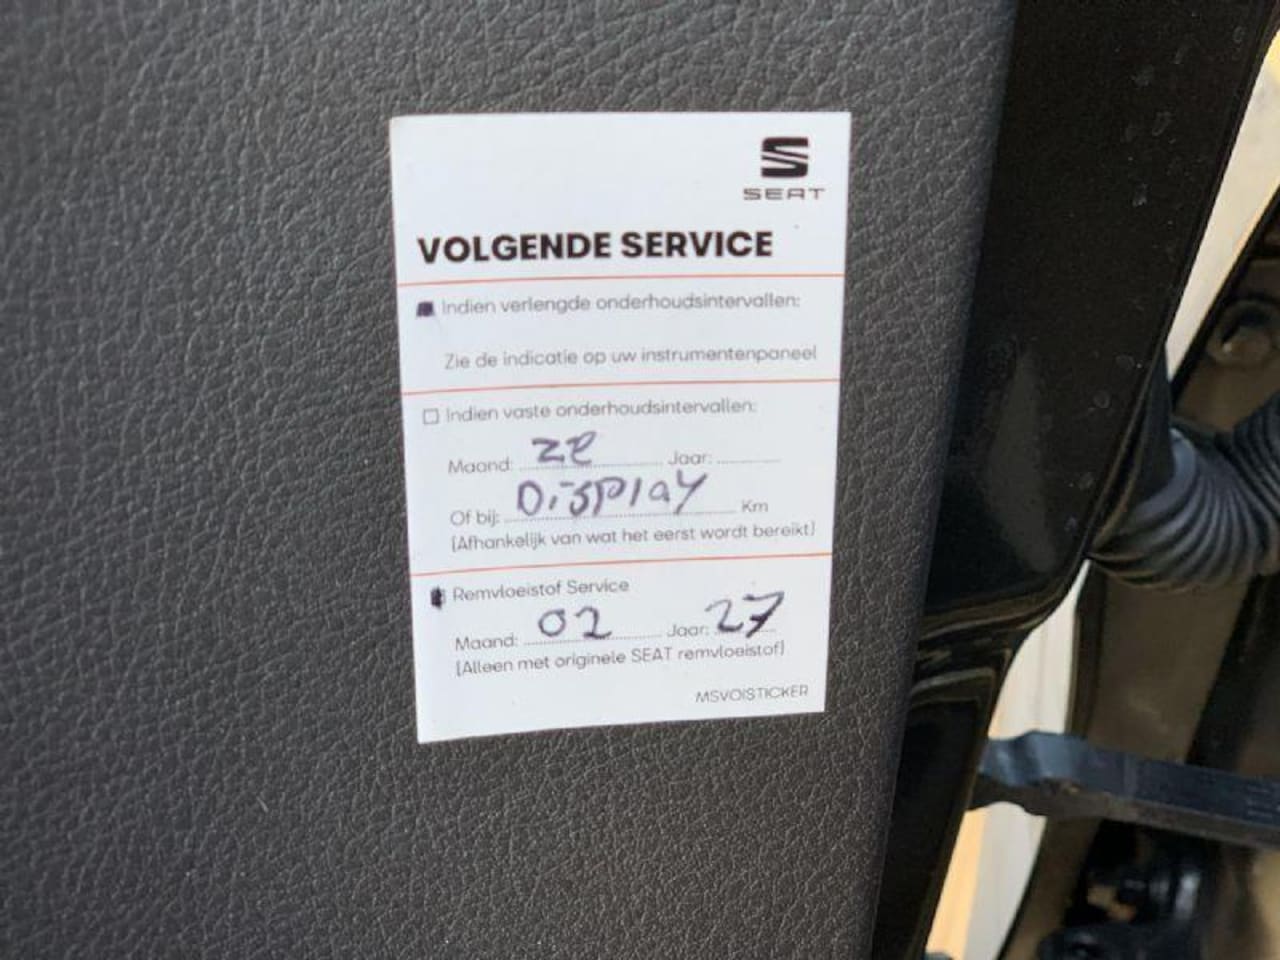 SEAT
VOLGENDE SERVICE
Indien verlengde onderhoudsintervallen:
Zie de indicatie op uw instrumentenpaneel
Indien vaste onderhoudsintervallen:
Maand: ze Jaar:
Of bij: Display Km
(Afhankelijk van wat het eerst wordt bereikt)
Remvloeistof Service
Maand: 02 Jaar: 27
(Alleen met originele SEAT remvloeistof)
MSVOISTICKER